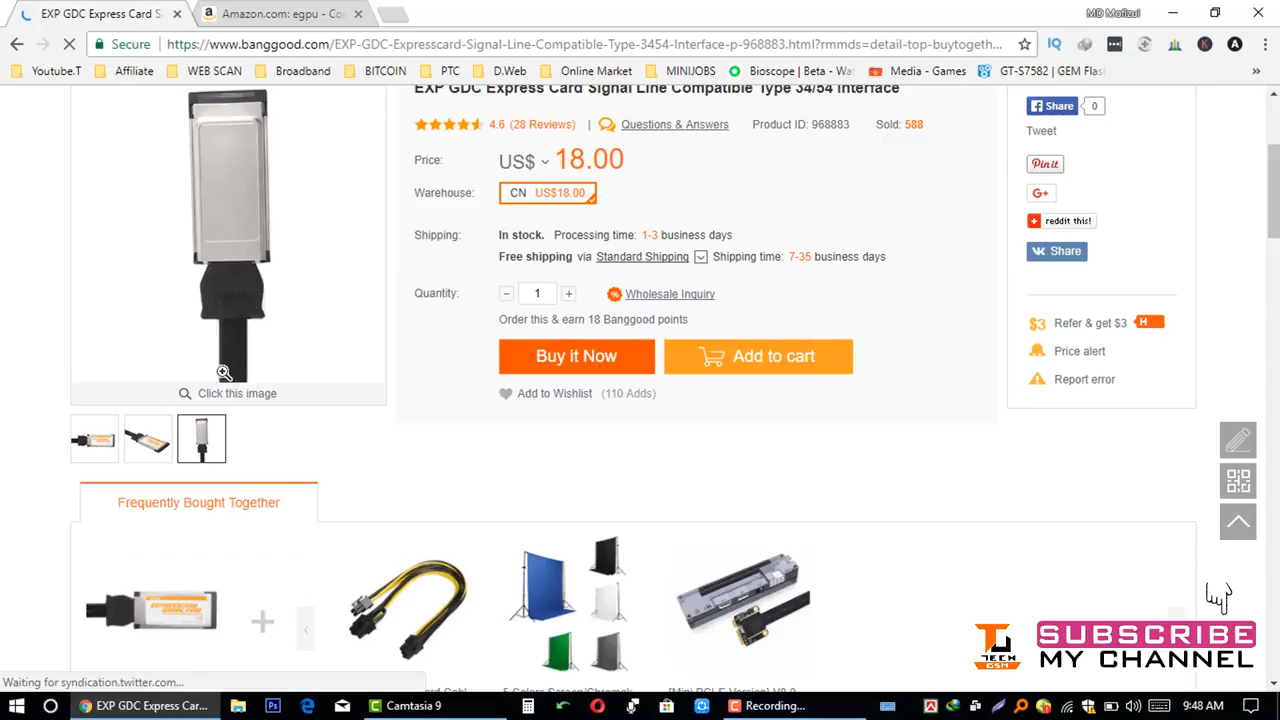 EXP GDC Express Card S
Amazon.com: egpu - Co
MD Mofizul
Secure
https://www.banggood.com/EXP-GDC-Expresscard-Signal-Line-Compatible-Type-3454-Interface-p-968883.html?rmmds=detail-top-buytogeth...
Youtube.T
Affiliate
WEB SCAN
Broadband
BITCOIN
PTC
D.Web
Online Market
MINIJOBS
Bioscope | Beta - Wa
Media - Games
GT-S7582 | GEM Flas
»
EXP GDC Express Card Signal Line Compatible Type 34/54 Interface
4.6 (28 Reviews) | Questions & Answers Product ID: 968883 Sold: 588
Price: US$ 18.00
Warehouse: CN US$18.00
Shipping: In stock. Processing time: 1-3 business days
Free shipping via Standard Shipping Shipping time: 7-35 business days
Quantity: − 1 + Wholesale Inquiry
Order this & earn 18 Banggood points
Buy it Now
Add to cart
Add to Wishlist (110 Adds)
Share 0
Tweet
Pin it
G+
reddit this!
Share
$3 Refer & get $3 H
Price alert
Report error
Click this image
Frequently Bought Together
TECH GSM
SUBSCRIBE
MY CHANNEL
Waiting for syndication.twitter.com...
EXP GDC Express Car...
Camtasia 9
Recording...
9:48 AM